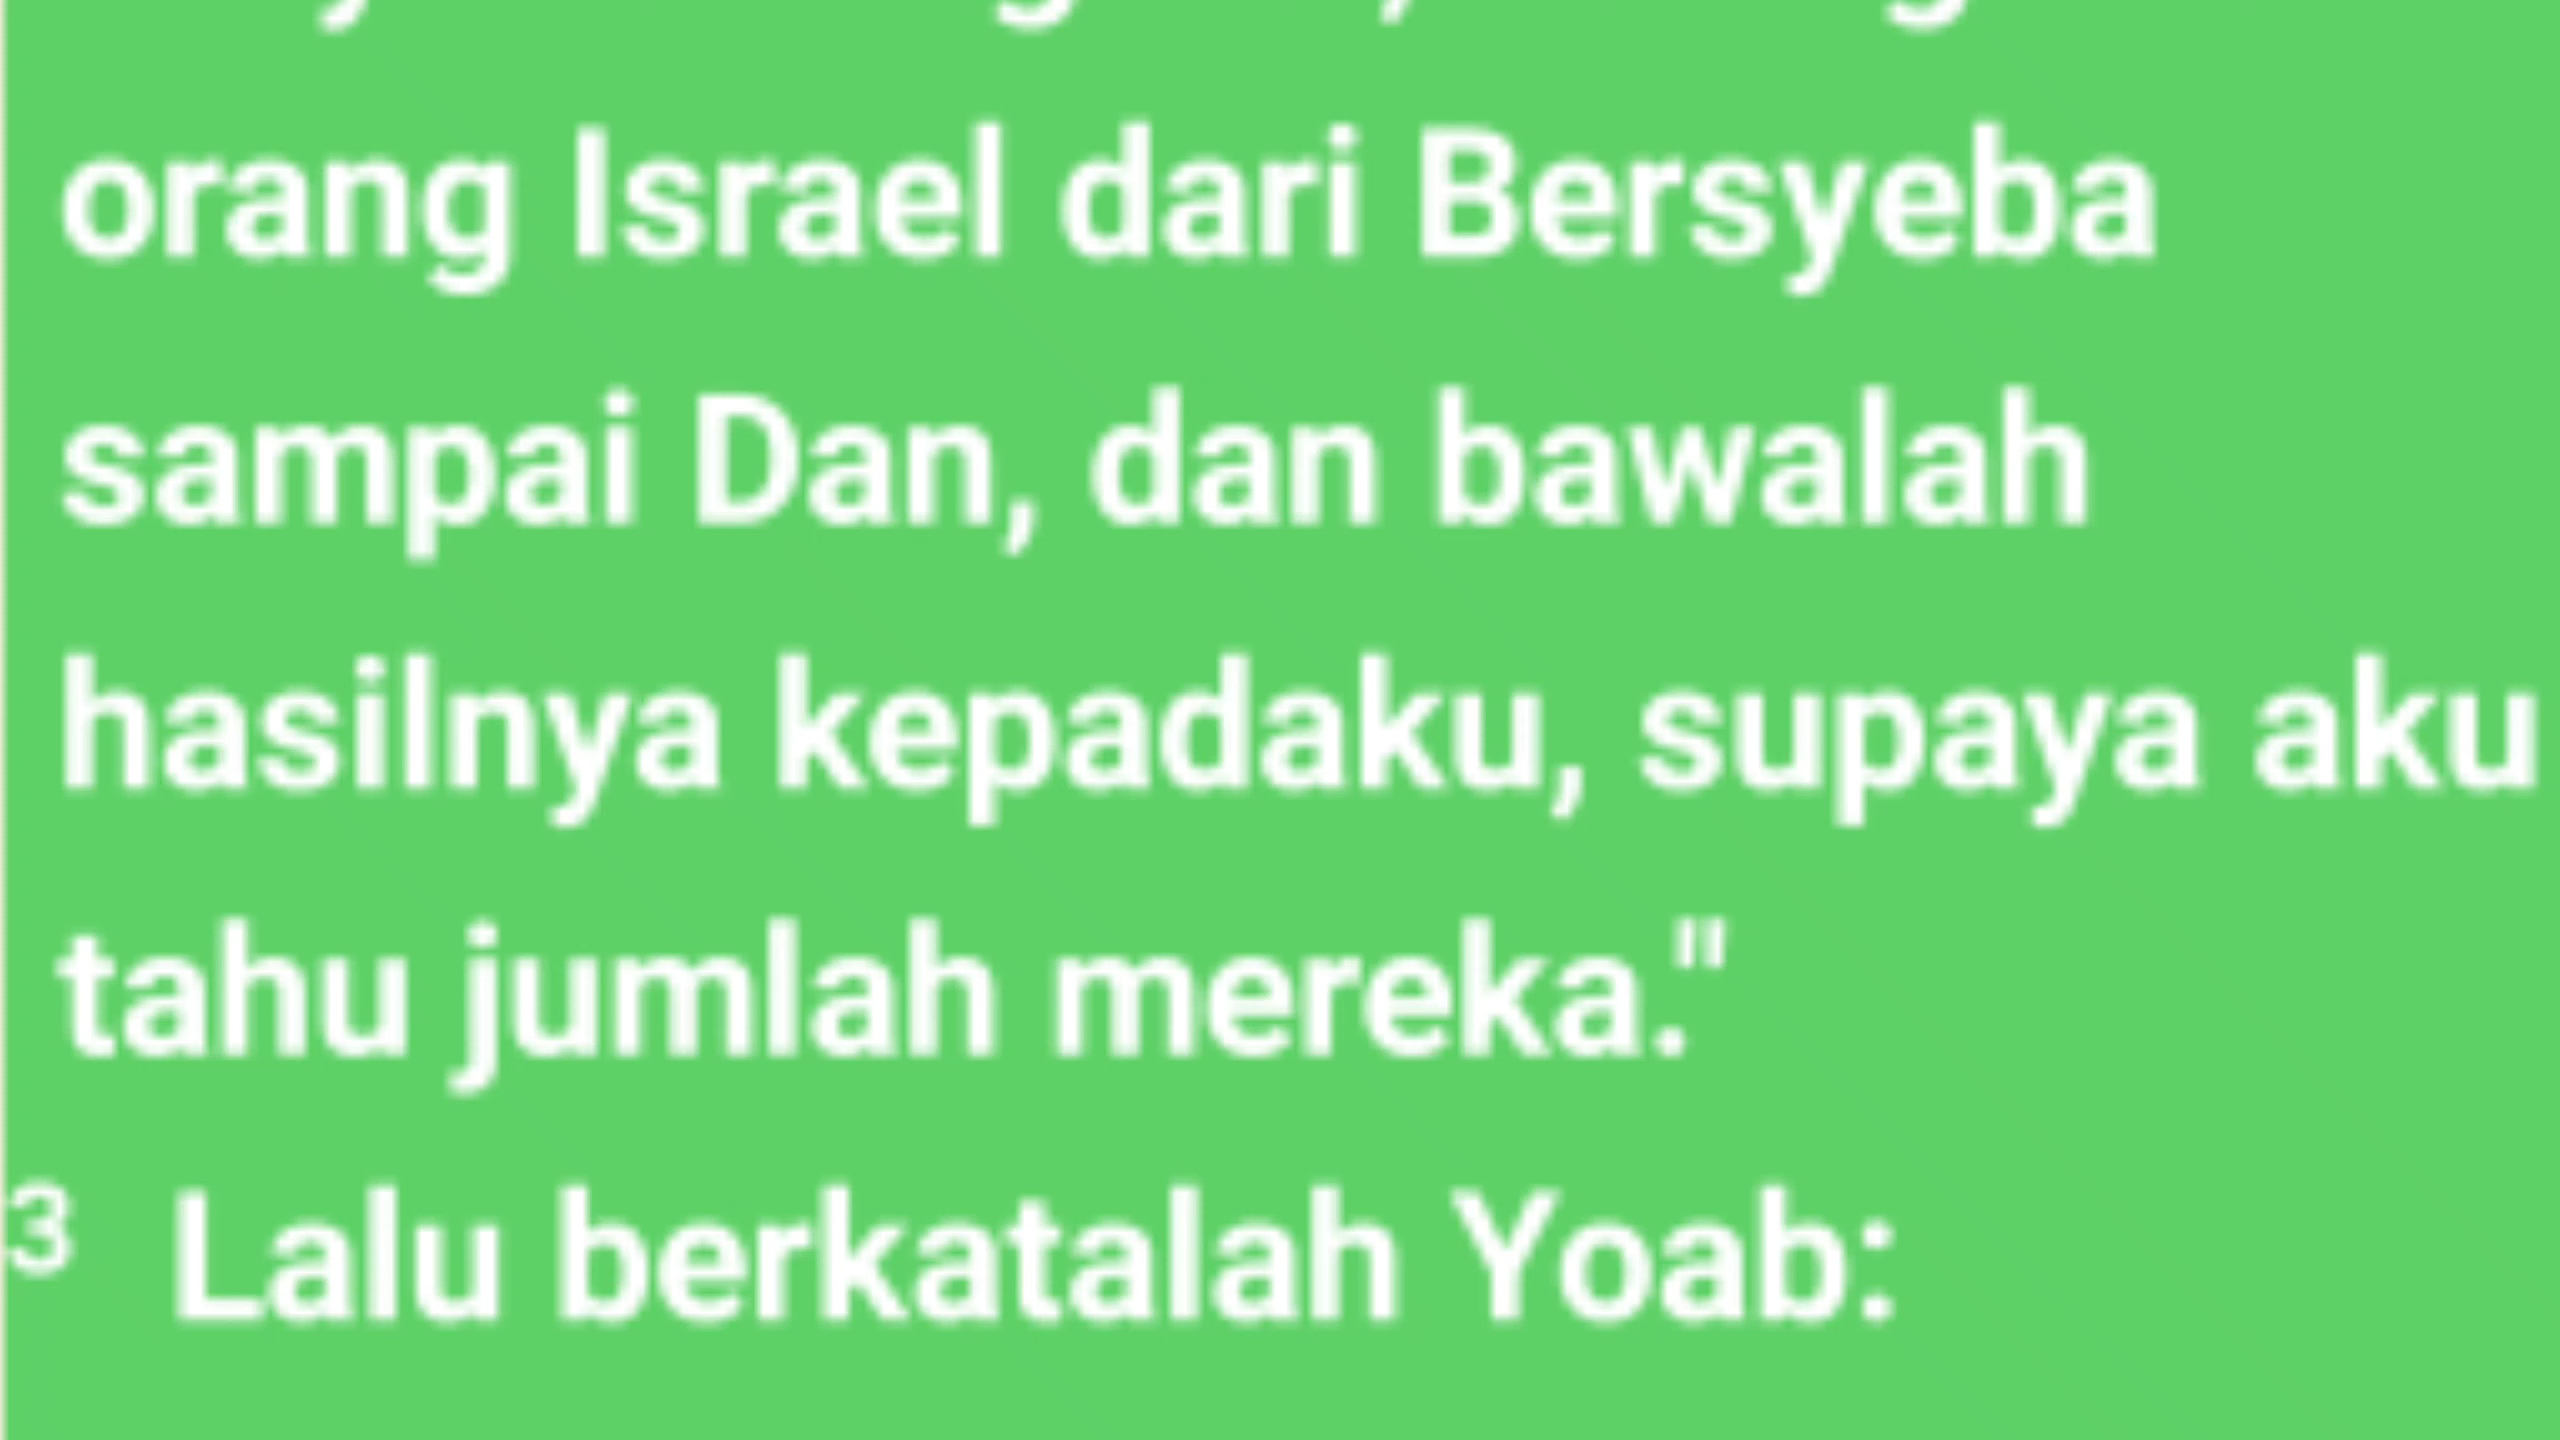 orang Israel dari Bersyeba
sampai Dan, dan bawalah
hasilnya kepadaku, supaya aku
tahu jumlah mereka."
3 Lalu berkatalah Yoab: